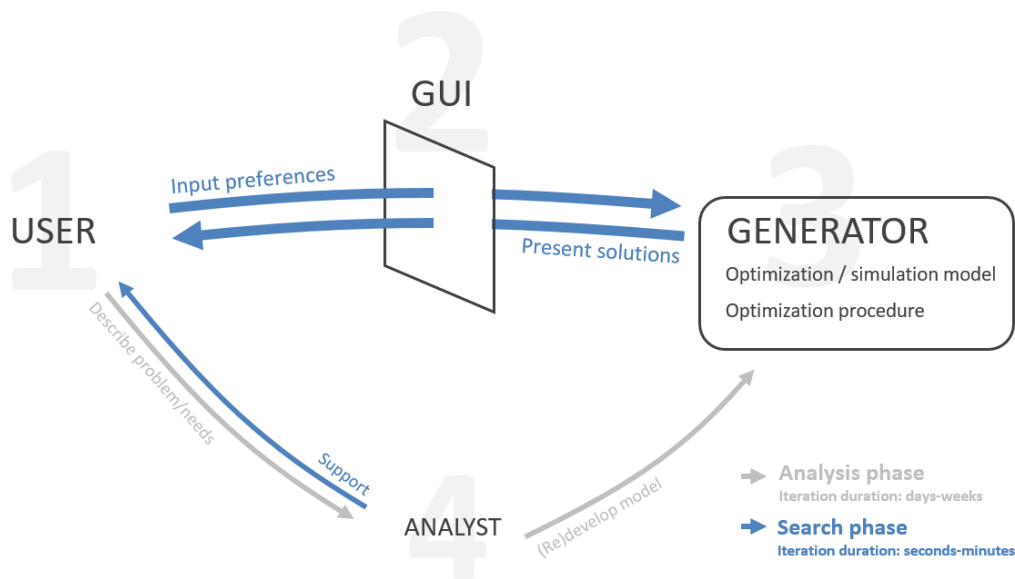 2
GUI
1
USER
Input preferences
Present solutions
3
GENERATOR
Optimization / simulation model
Optimization procedure
Describe problem/needs
Support
4
ANALYST
(Re)develop model
Analysis phase
Iteration duration: days-weeks
Search phase
Iteration duration: seconds-minutes